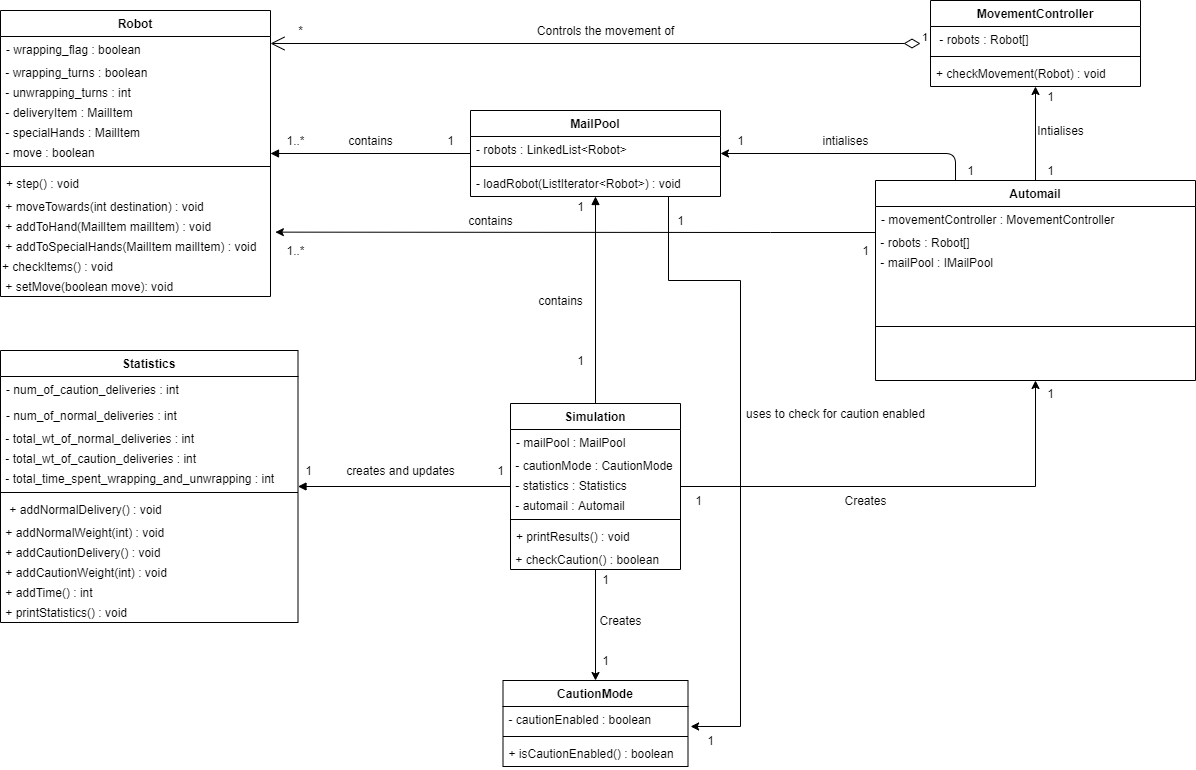 Robot
- wrapping_flag : boolean
- wrapping_turns : boolean
- unwrapping_turns : int
- deliveryItem : MailItem
- specialHands : MailItem
- move : boolean
+ step() : void
+ moveTowards(int destination) : void
+ addToHand(MailItem mailItem) : void
+ addToSpecialHands(MailItem mailItem) : void
+ checkItems() : void
+ setMove(boolean move): void
*
Controls the movement of
1
MovementController
- robots : Robot[]
+ checkMovement(Robot) : void
1
Intialises
1
MailPool
- robots : LinkedList<Robot>
- loadRobot(ListIterator<Robot>) : void
1..*
contains
1
1
intialises
1
Automail
- movementController : MovementController
- robots : Robot[]
- mailPool : IMailPool
1..*
contains
1
1
1
contains
1
uses to check for caution enabled
1
Statistics
- num_of_caution_deliveries : int
- num_of_normal_deliveries : int
- total_wt_of_normal_deliveries : int
- total_wt_of_caution_deliveries : int
- total_time_spent_wrapping_and_unwrapping : int
+ addNormalDelivery() : void
+ addNormalWeight(int) : void
+ addCautionDelivery() : void
+ addCautionWeight(int) : void
+ addTime() : int
+ printStatistics() : void
1
creates and updates
1
Simulation
- mailPool : MailPool
- cautionMode : CautionMode
- statistics : Statistics
- automail : Automail
+ printResults() : void
+ checkCaution() : boolean
1
Creates
1
1
Creates
1
CautionMode
- cautionEnabled : boolean
+ isCautionEnabled() : boolean